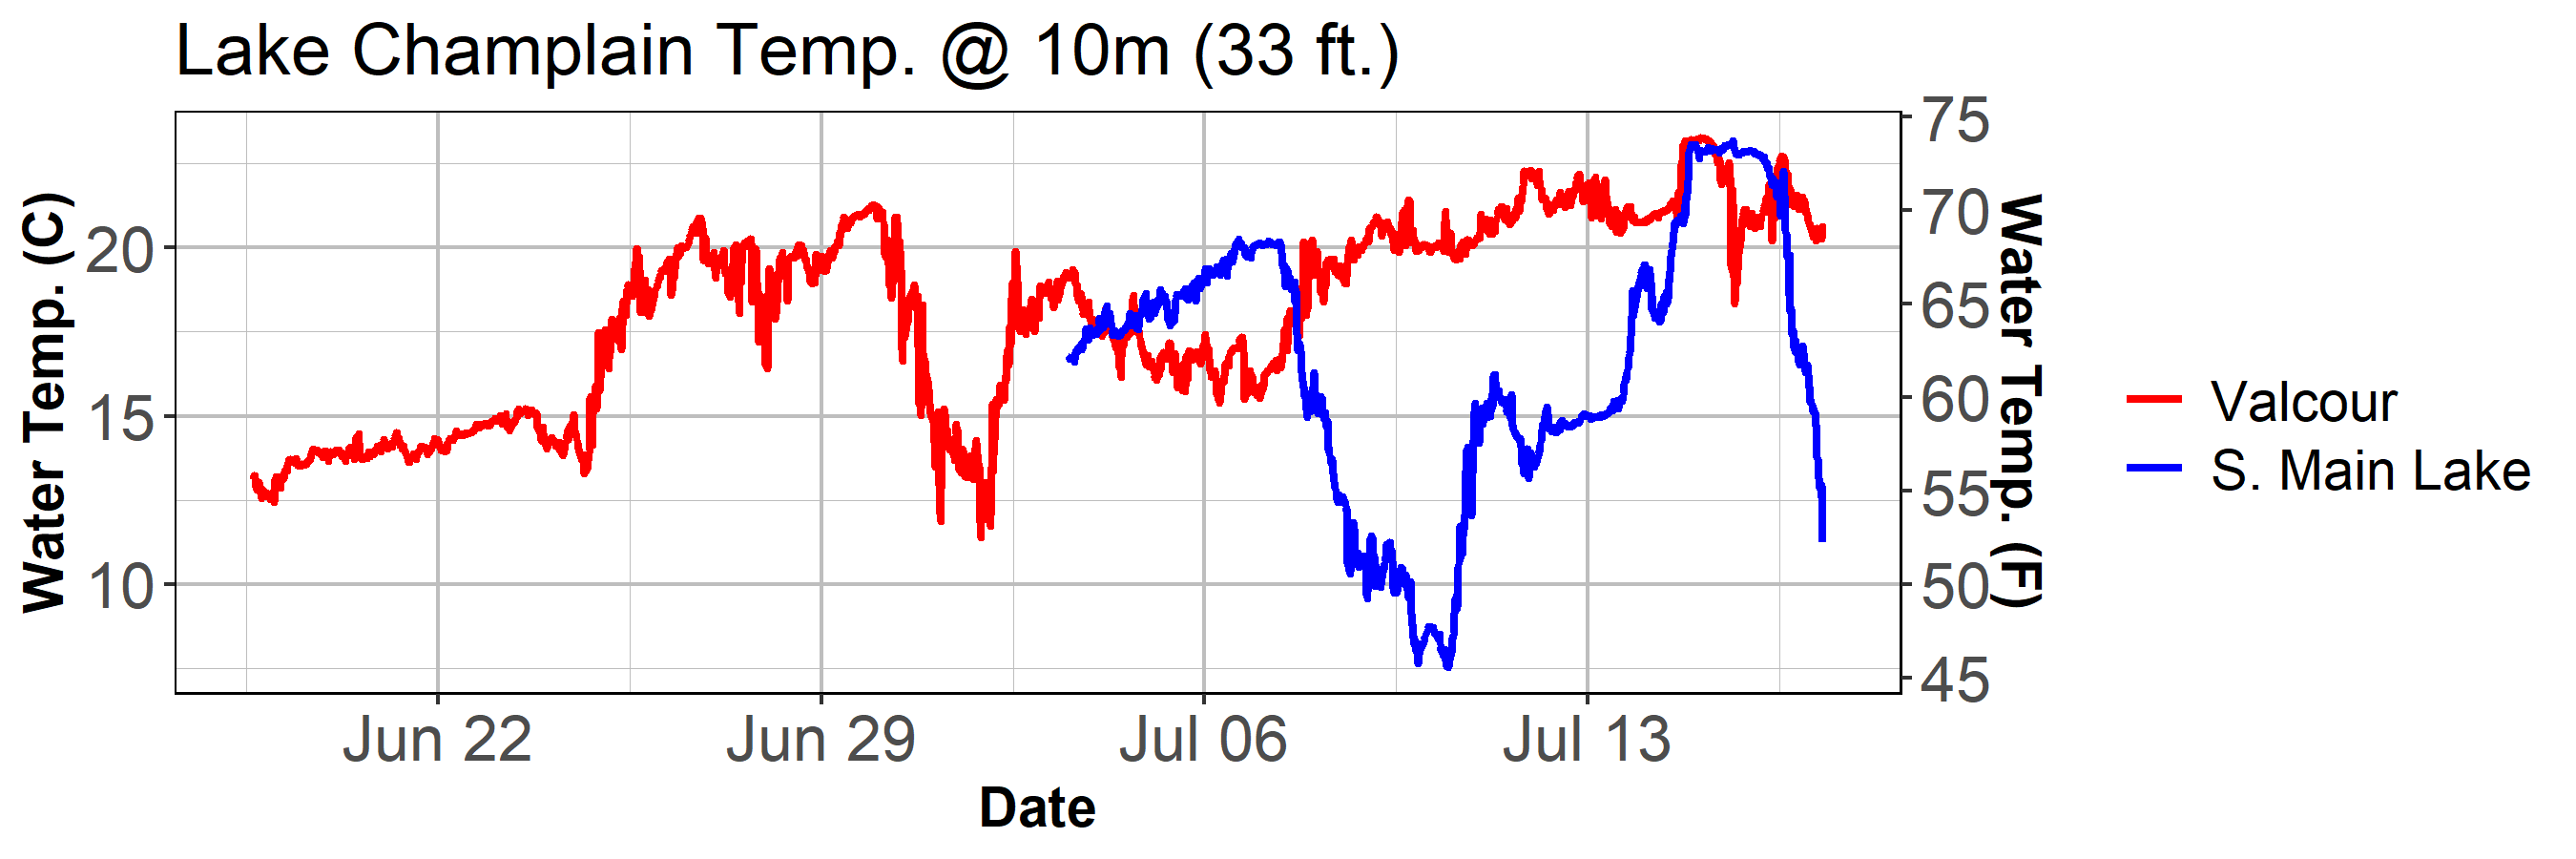 Lake Champlain Temp. @ 10m (33 ft.)
Water Temp. (C)
20
15
10
75
70
65
60
55
50
45
Water Temp. (F)
Jun 22
Jun 29
Jul 06
Jul 13
Date
Valcour
S. Main Lake